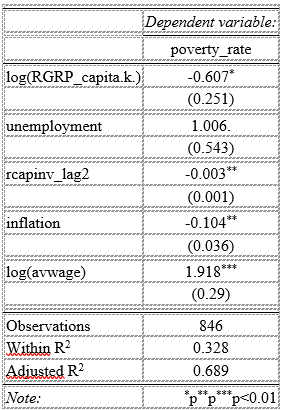 Dependent variable:
poverty_rate
log(RGRP_capita.k.) -0.607*
(0.251)
unemployment 1.006.
(0.543)
rcapinv_lag2 -0.003**
(0.001)
inflation -0.104**
(0.036)
log(avwage) 1.918***
(0.29)
Observations 846
Within R² 0.328
Adjusted R² 0.689
Note: *p**p***p<0.01